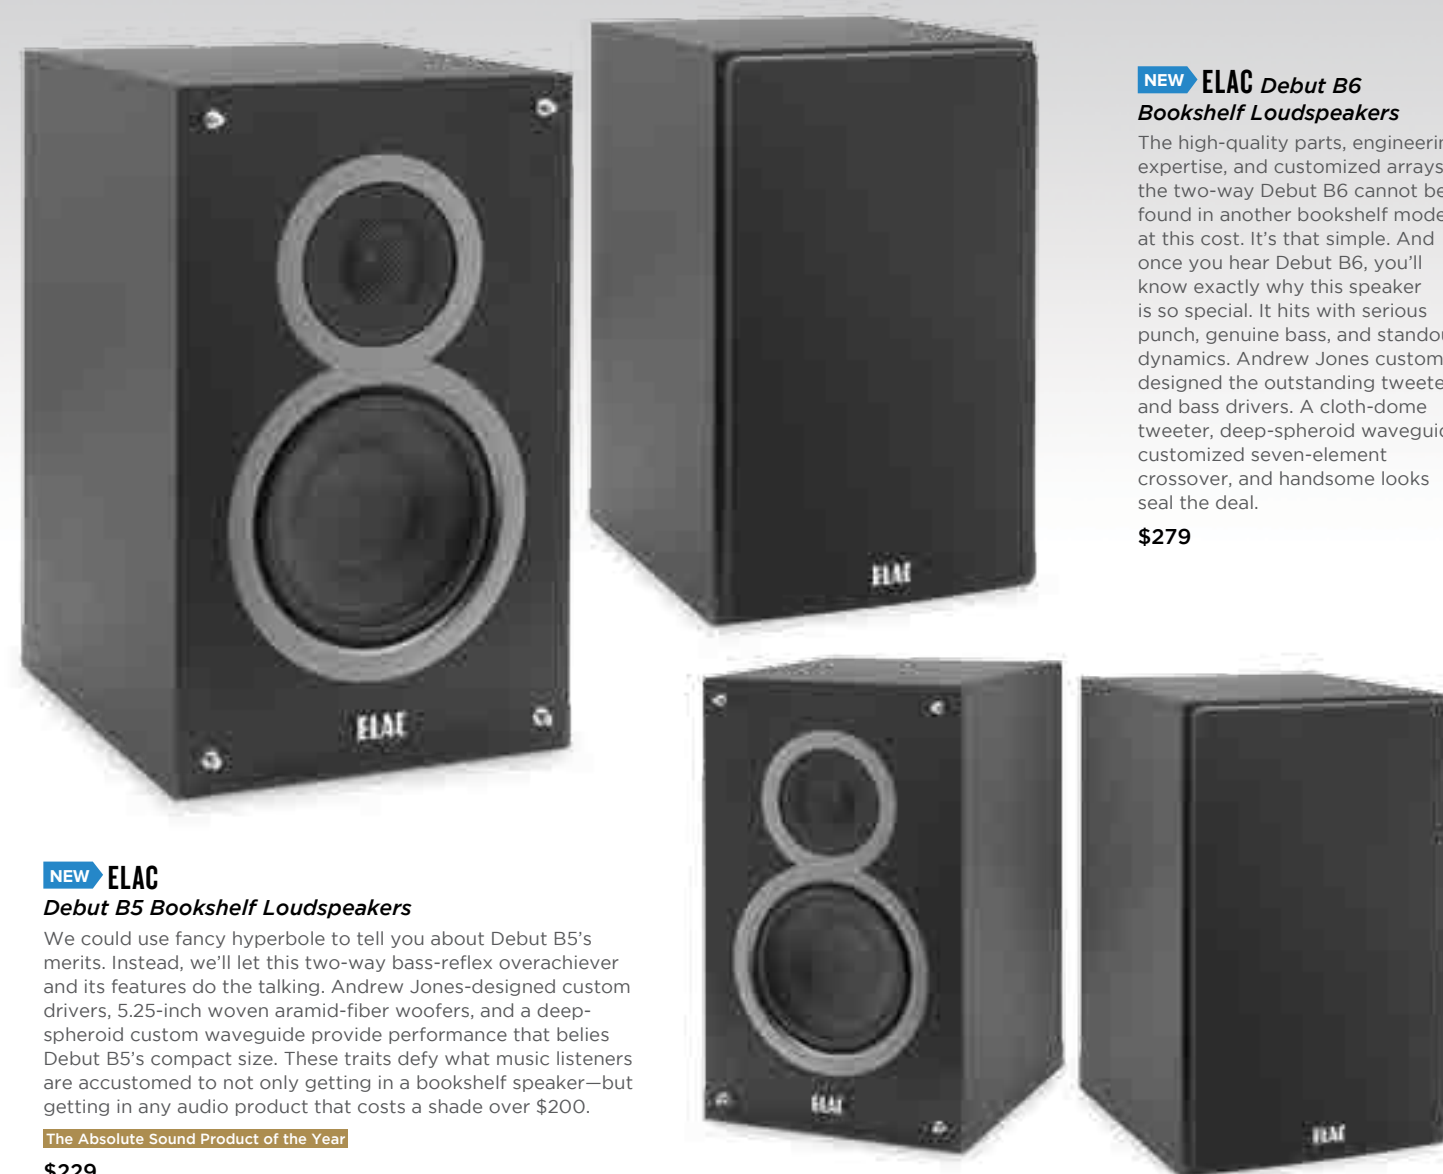 NEW ELAC Debut B6
Bookshelf Loudspeakers
The high-quality parts, engineerin
expertise, and customized arrays
the two-way Debut B6 cannot be
found in another bookshelf mode
at this cost. It’s that simple. And
once you hear Debut B6, you’ll
know exactly why this speaker
is so special. It hits with serious
punch, genuine bass, and standou
dynamics. Andrew Jones custom
designed the outstanding tweete
and bass drivers. A cloth-dome
tweeter, deep-spheroid waveguid
customized seven-element
crossover, and handsome looks
seal the deal.
$279
ELAC
ELAC
NEW ELAC
Debut B5 Bookshelf Loudspeakers
We could use fancy hyperbole to tell you about Debut B5’s
merits. Instead, we’ll let this two-way bass-reflex overachiever
and its features do the talking. Andrew Jones-designed custom
drivers, 5.25-inch woven aramid-fiber woofers, and a deep-
spheroid custom waveguide provide performance that belies
Debut B5’s compact size. These traits defy what music listeners
are accustomed to not only getting in a bookshelf speaker—but
getting in any audio product that costs a shade over $200.
The Absolute Sound Product of the Year
$229
ELAC
ELAC